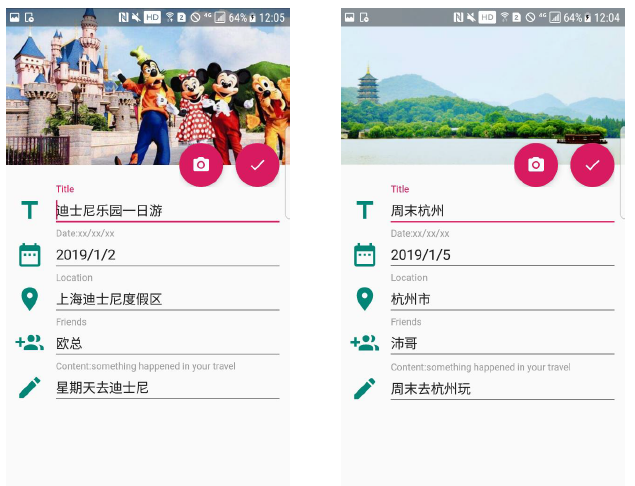 HD 2 4G 64% 12:05
Title
迪士尼乐园一日游
Date:xx/xx/xx
2019/1/2
Location
上海迪士尼度假区
Friends
欧总
Content:something happened in your travel
星期天去迪士尼
HD 2 4G 64% 12:04
Title
周末杭州
Date:xx/xx/xx
2019/1/5
Location
杭州市
Friends
沛哥
Content:something happened in your travel
周末去杭州玩